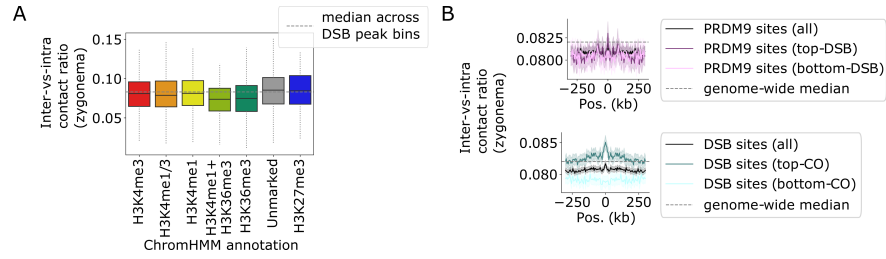 A
median across
DSB peak bins
Inter-vs-intra
contact ratio
(zygonema)
0.15
0.10
0.05
H3K4me3
H3K4me1/3
H3K4me1
H3K4me1+
H3K36me3
H3K36me3
Unmarked
H3K27me3
ChromHMM annotation
B
Inter-vs-intra
contact ratio
(zygonema)
0.0825
0.0800
−250
0
250
Pos. (kb)
PRDM9 sites (all)
PRDM9 sites (top-DSB)
PRDM9 sites (bottom-DSB)
genome-wide median
0.085
0.080
−250
0
250
Pos. (kb)
DSB sites (all)
DSB sites (top-CO)
DSB sites (bottom-CO)
genome-wide median